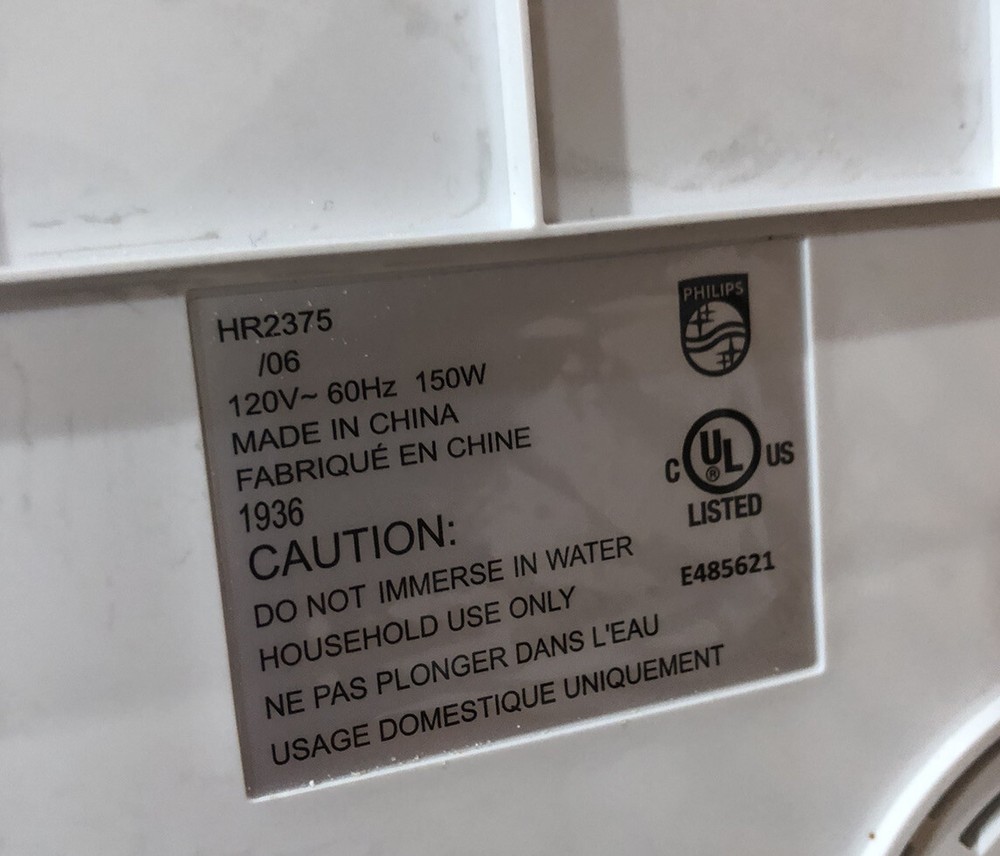 HR2375
/06
120V~ 60Hz 150W
MADE IN CHINA
FABRIQUÉ EN CHINE
1936
CAUTION:
DO NOT IMMERSE IN WATER
HOUSEHOLD USE ONLY
NE PAS PLONGER DANS L'EAU
USAGE DOMESTIQUE UNIQUEMENT
PHILIPS
C UL ® US
LISTED
E485621